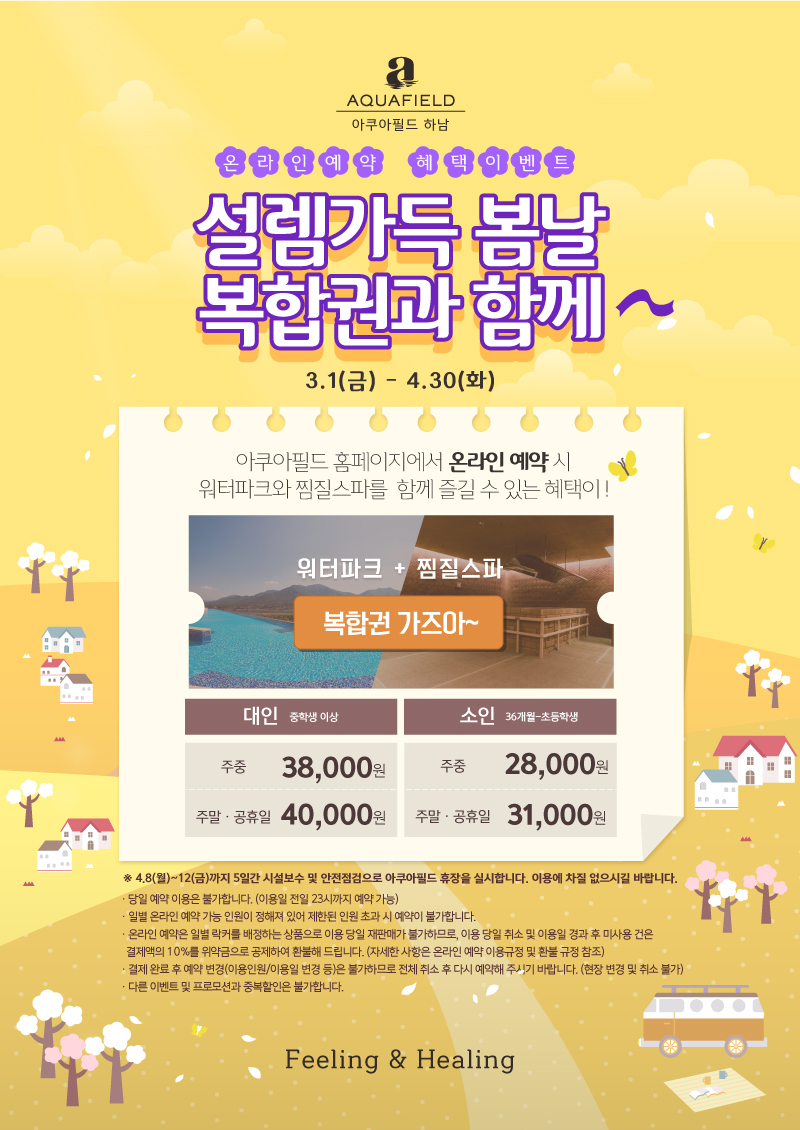 a
AQUAFIELD
아쿠아필드 하남
온라인예약 혜택이벤트
설렘가득 봄날
복합권과 함께~
3.1(금) - 4.30(화)
아쿠아필드 홈페이지에서 온라인 예약 시
워터파크와 찜질스파를 함께 즐길 수 있는 혜택이!
워터파크 + 찜질스파
복합권 가즈아~
대인 중학생 이상
소인 36개월-초등학생
주중 38,000원
주중 28,000원
주말 · 공휴일 40,000원
주말 · 공휴일 31,000원
※ 4.8(월)~12(금)까지 5일간 시설보수 및 안전점검으로 아쿠아필드 휴장을 실시합니다. 이용에 차질 없으시길 바랍니다.
· 당일 예약 이용은 불가합니다. (이용일 전일 23시까지 예약 가능)
· 일별 온라인 예약 가능 인원이 정해져 있어 제한된 인원 초과 시 예약이 불가합니다.
· 온라인 예약은 일별 락커를 배정하는 상품으로 이용 당일 재판매가 불가하므로, 이용 당일 취소 및 이용일 경과 후 미사용 건은
결제액의 10%를 위약금으로 공제하여 환불해 드립니다. (자세한 사항은 온라인 예약 이용규정 및 환불 규정 참조)
· 결제 완료 후 예약 변경(이용인원/이용일 변경 등)은 불가하므로 전체 취소 후 다시 예약해 주시기 바랍니다. (현장 변경 및 취소 불가)
· 다른 이벤트 및 프로모션과 중복할인은 불가합니다.
Feeling & Healing